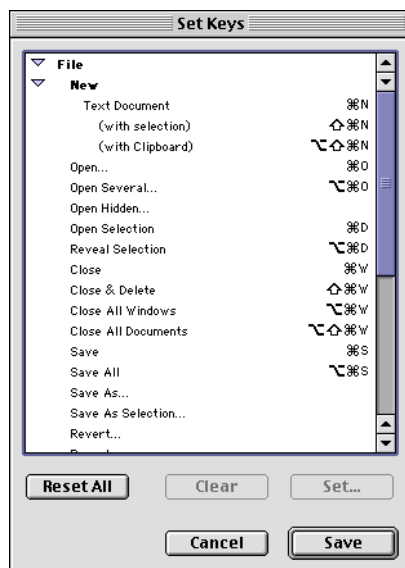 Set Keys
File
New
Text Document ⌘N
(with selection) ⇧⌘N
(with Clipboard) ⌥⇧⌘N
Open... ⌘O
Open Several... ⌥⌘O
Open Hidden...
Open Selection ⌘D
Reveal Selection ⌥⌘D
Close ⌘W
Close & Delete ⇧⌘W
Close All Windows ⌥⌘W
Close All Documents ⌥⇧⌘W
Save ⌘S
Save All ⌥⌘S
Save As...
Save As Selection...
Revert...
Reset All Clear Set...
Cancel Save